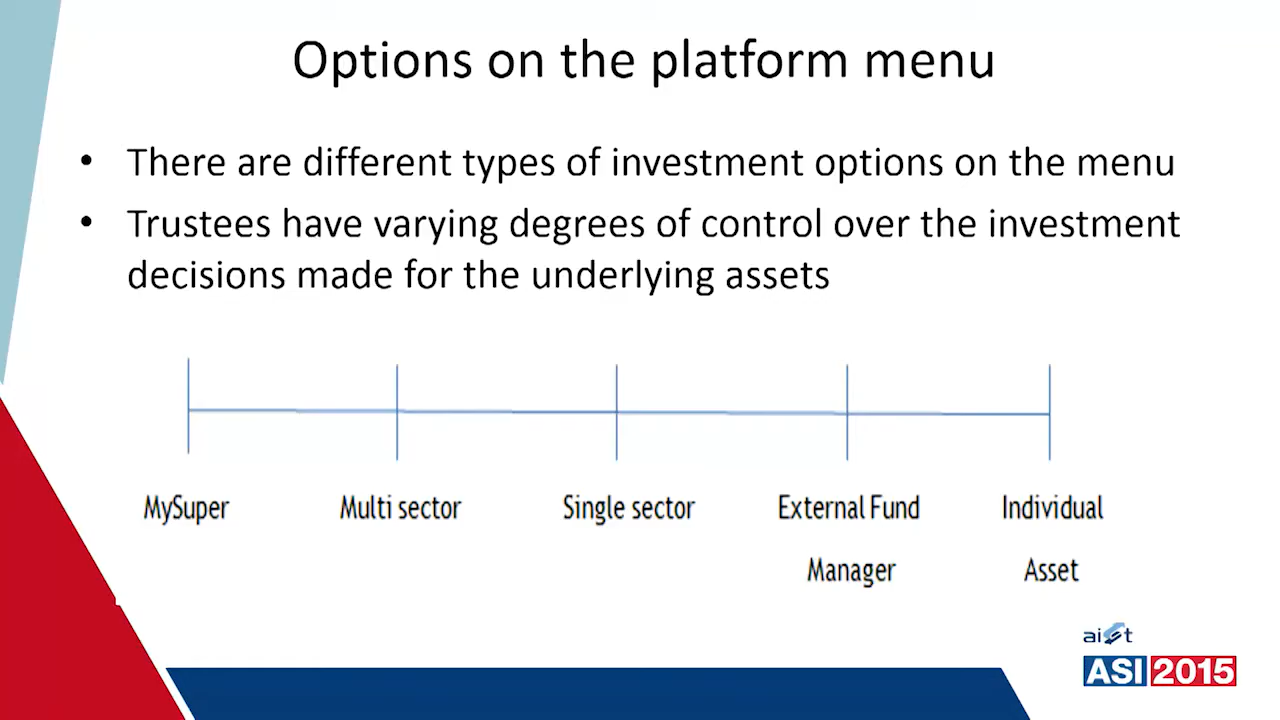 Options on the platform menu
• There are different types of investment options on the menu
• Trustees have varying degrees of control over the investment
decisions made for the underlying assets
MySuper
Multi sector
Single sector
External Fund
Manager
Individual
Asset
aist
ASI 2015